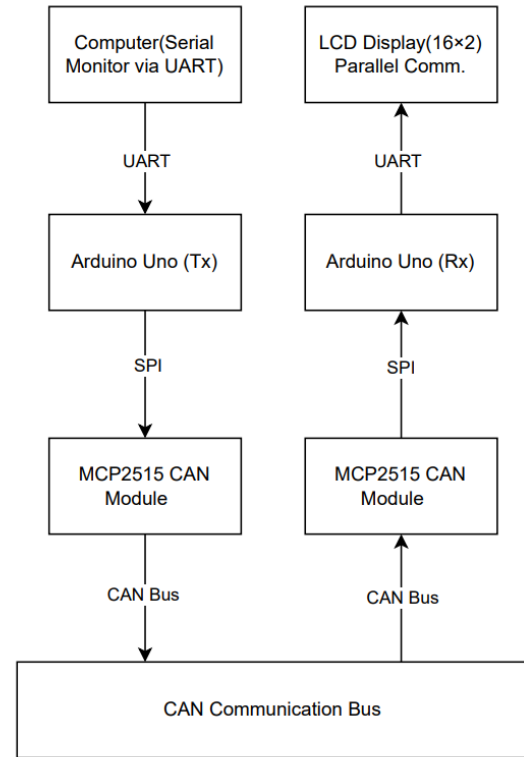 Computer(Serial
Monitor via UART)
LCD Display(16×2)
Parallel Comm.
UART
UART
Arduino Uno (Tx)
Arduino Uno (Rx)
SPI
SPI
MCP2515 CAN
Module
MCP2515 CAN
Module
CAN Bus
CAN Bus
CAN Communication Bus